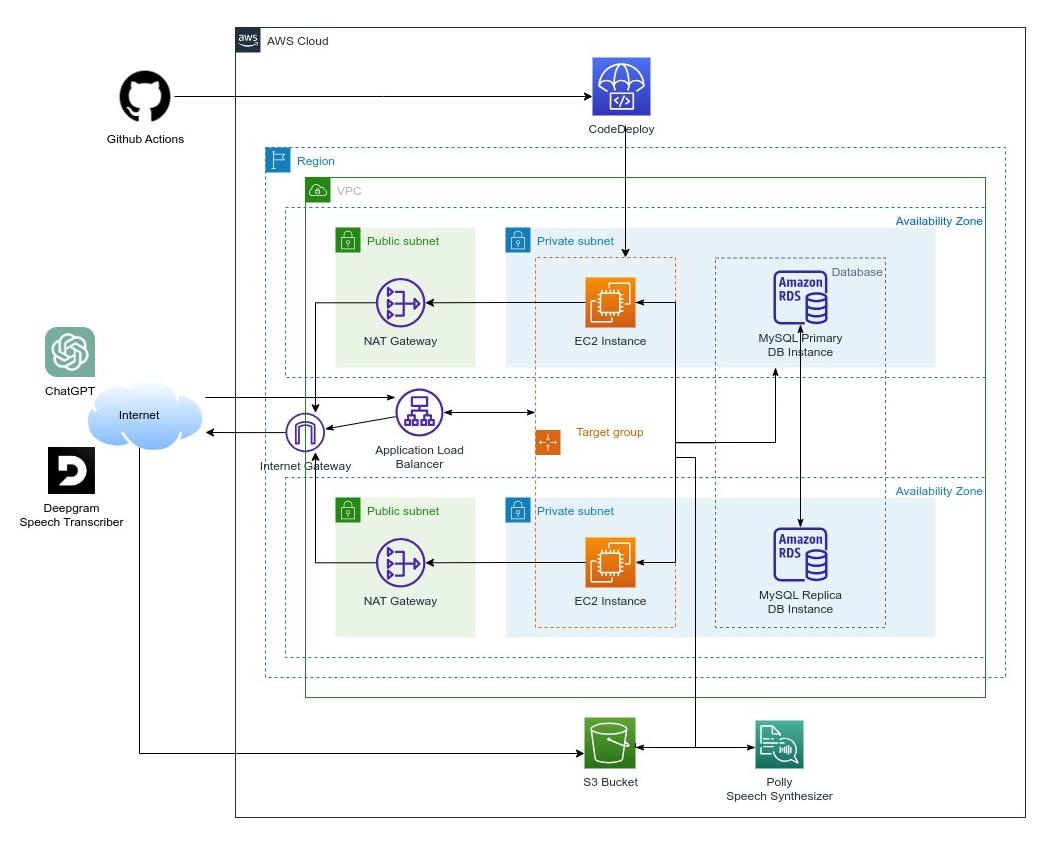 aws
AWS Cloud
Github Actions
CodeDeploy
Region
VPC
Availability Zone
Public subnet
Private subnet
Database
Amazon
RDS
NAT Gateway
EC2 Instance
MySQL Primary
DB Instance
ChatGPT
Internet
Application Load
Balancer
Target group
Internet Gateway
Deepgram
Speech Transcriber
Availability Zone
Public subnet
Private subnet
Amazon
RDS
NAT Gateway
EC2 Instance
MySQL Replica
DB Instance
S3 Bucket
Polly
Speech Synthesizer